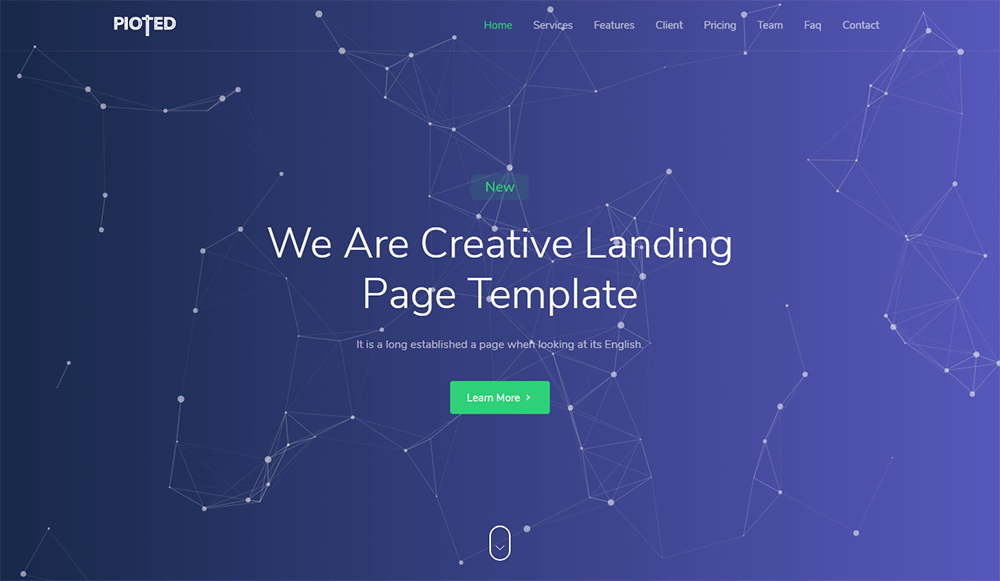 PIOTED
Home Services Features Client Pricing Team Faq Contact
New
We Are Creative Landing
Page Template
It is a long established a page when looking at its English.
Learn More